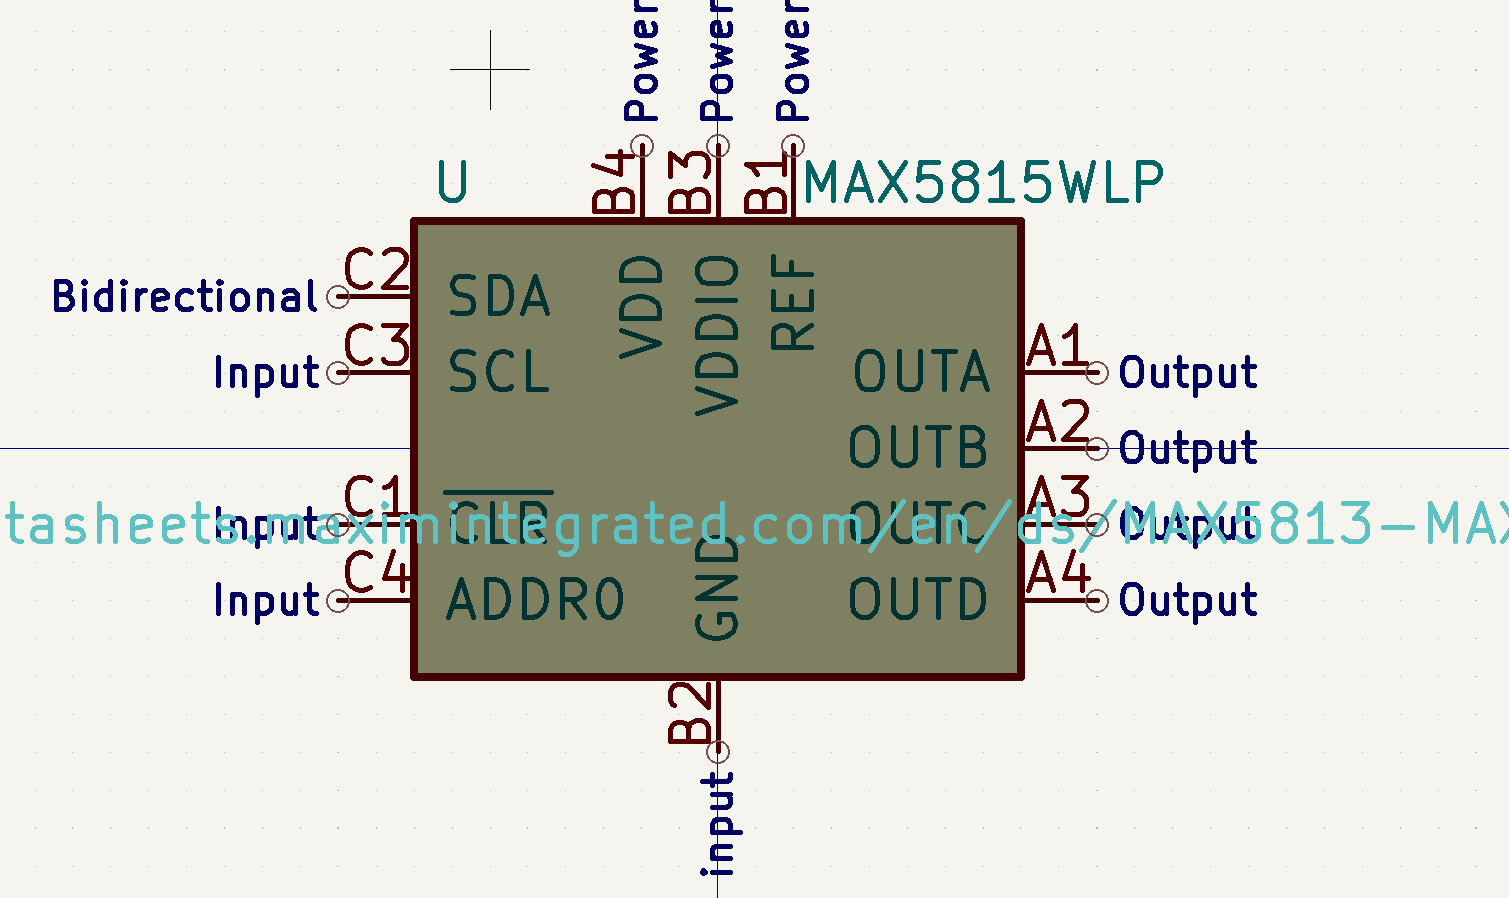 Power
Power
Power
B4
B3
B1
U
MAX5815WLP
C2
SDA
VDD
VDDIO
REF
Bidirectional
C3
SCL
Input
A1
OUTA
Output
A2
OUTB
Output
C1
CLR
Input
A3
OUTC
Output
tasheets.maximintegrated.com/en/ds/MAX5813-MAX
C4
ADDR0
Input
GND
A4
OUTD
Output
B2
input